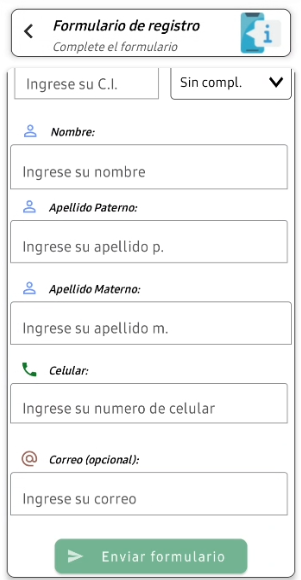 Formulario de registro
Complete el formulario
Ingrese su C.I.
Sin compl.
Nombre:
Ingrese su nombre
Apellido Paterno:
Ingrese su apellido p.
Apellido Materno:
Ingrese su apellido m.
Celular:
Ingrese su numero de celular
Correo (opcional):
Ingrese su correo
Enviar formulario